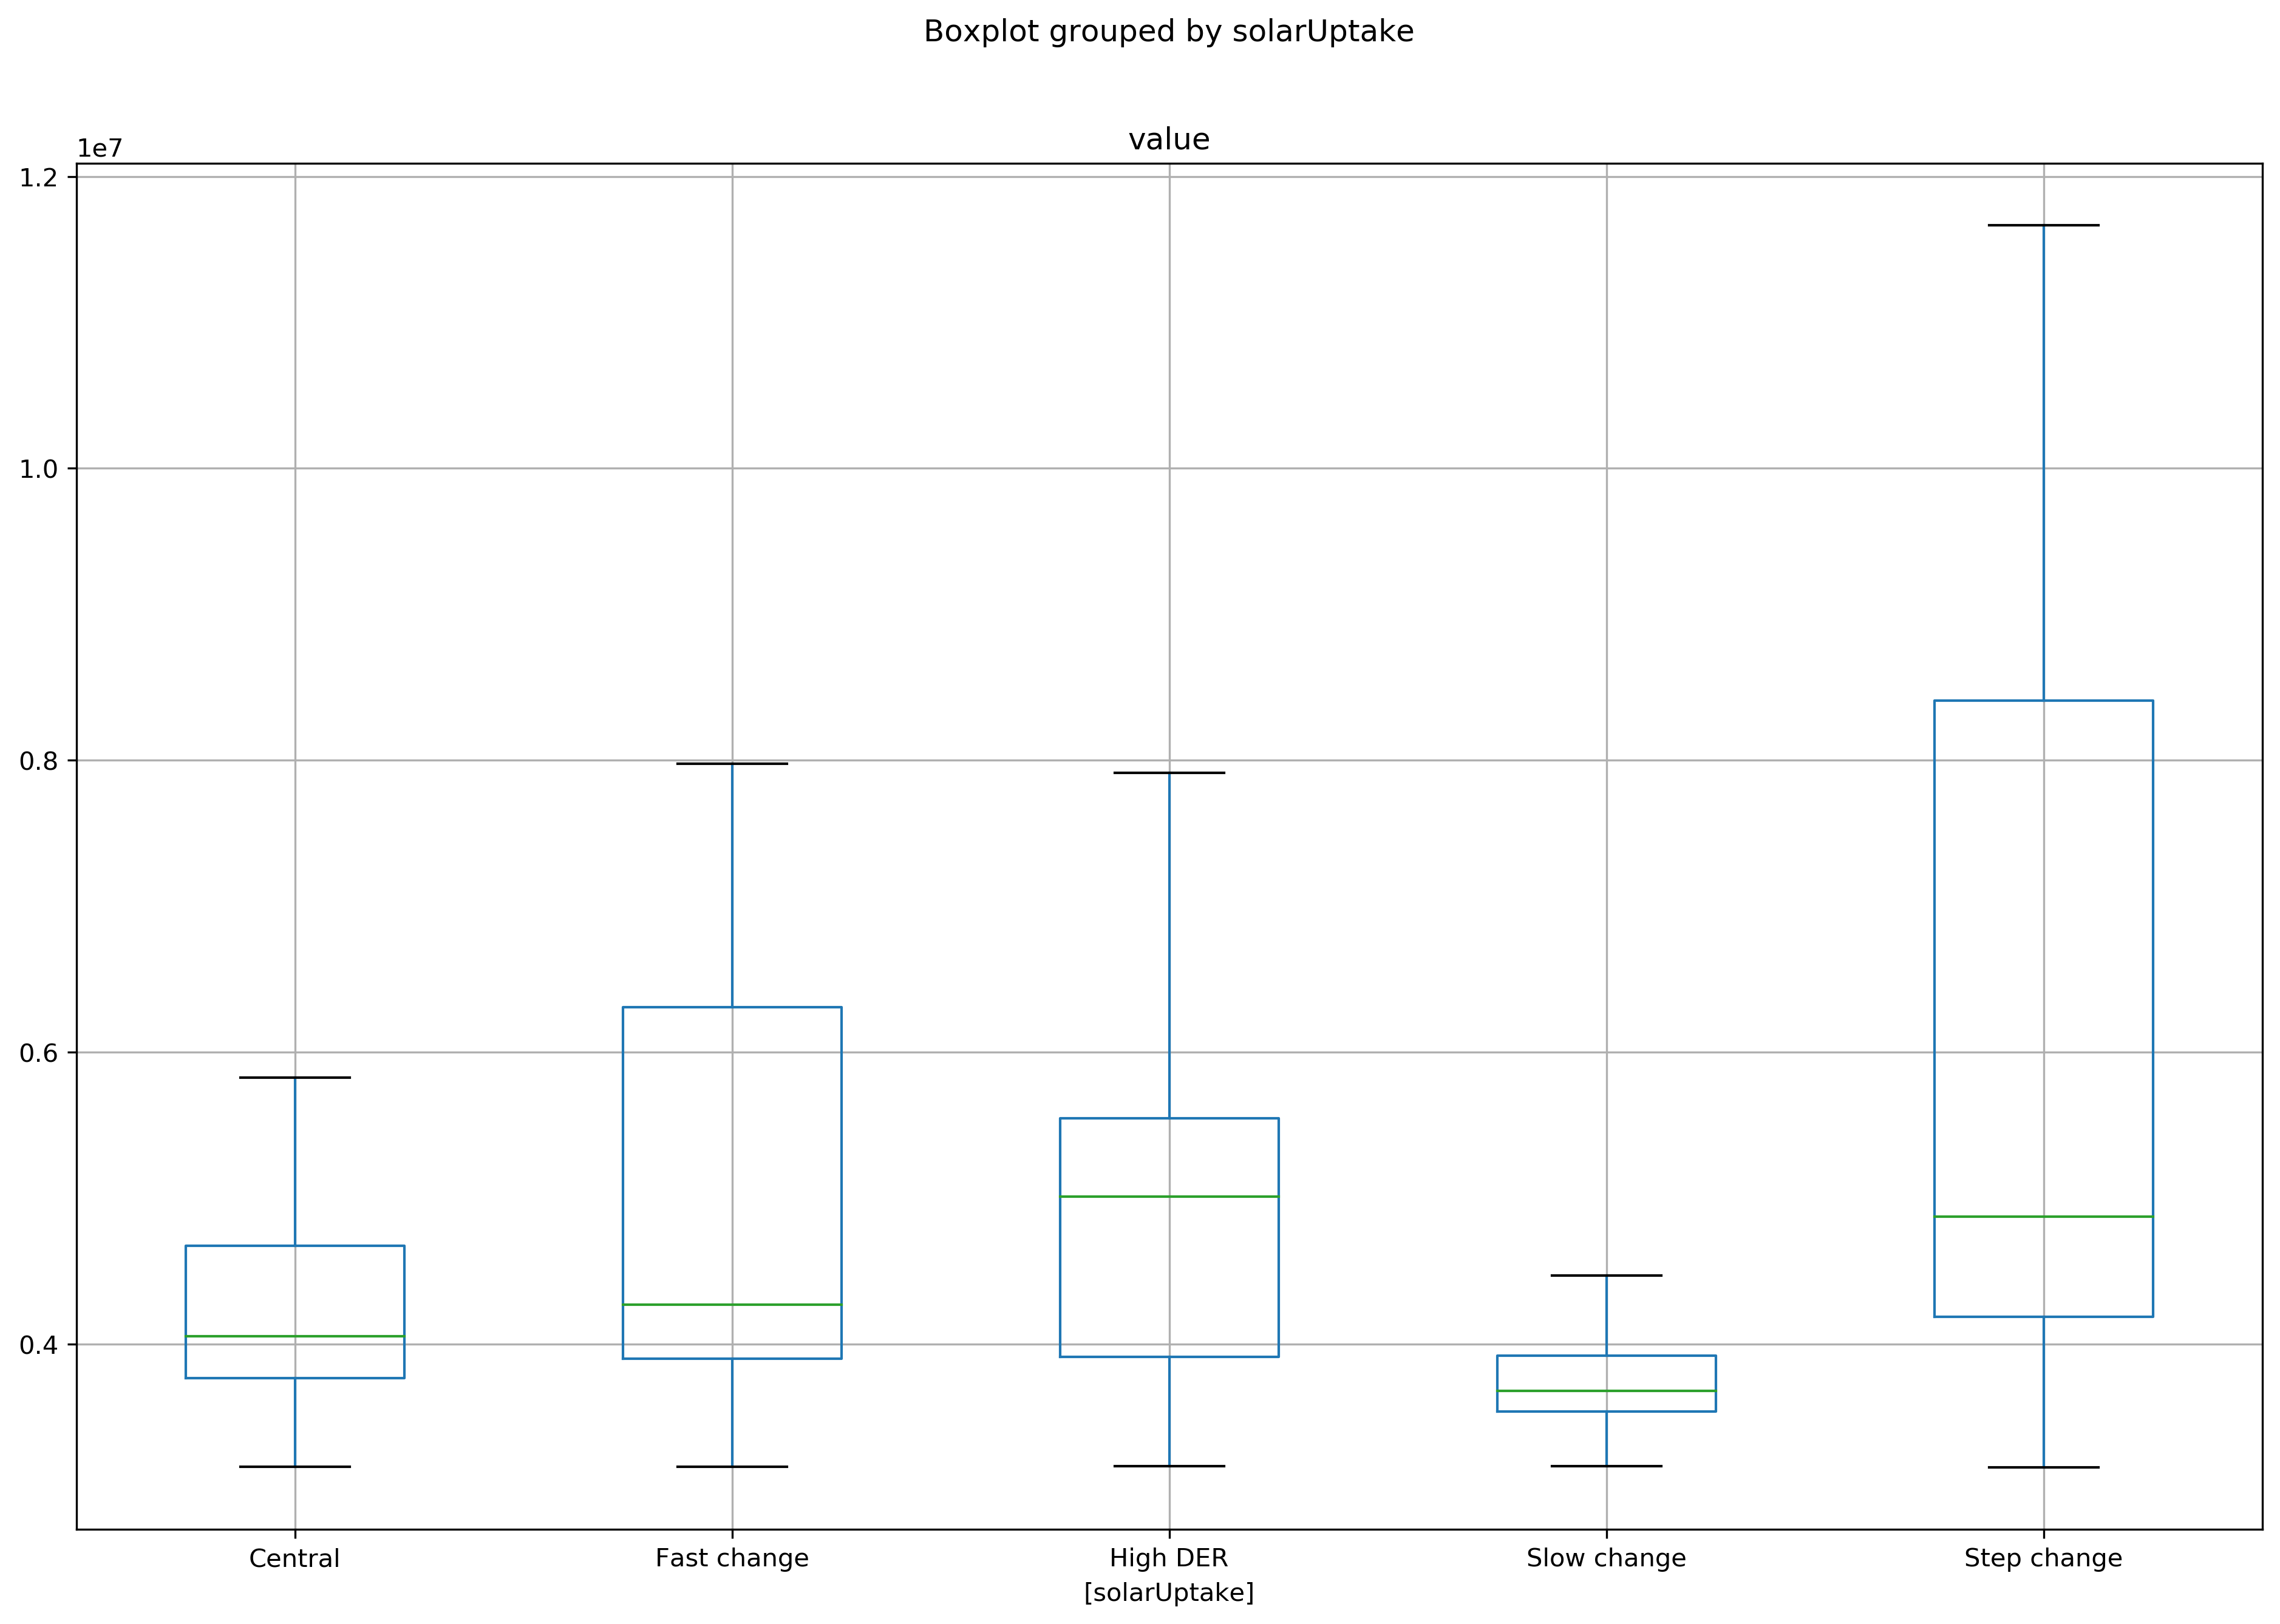 Boxplot grouped by solarUptake
value
1e7
1.2
1.0
0.8
0.6
0.4
Central Fast change High DER Slow change Step change
[solarUptake]